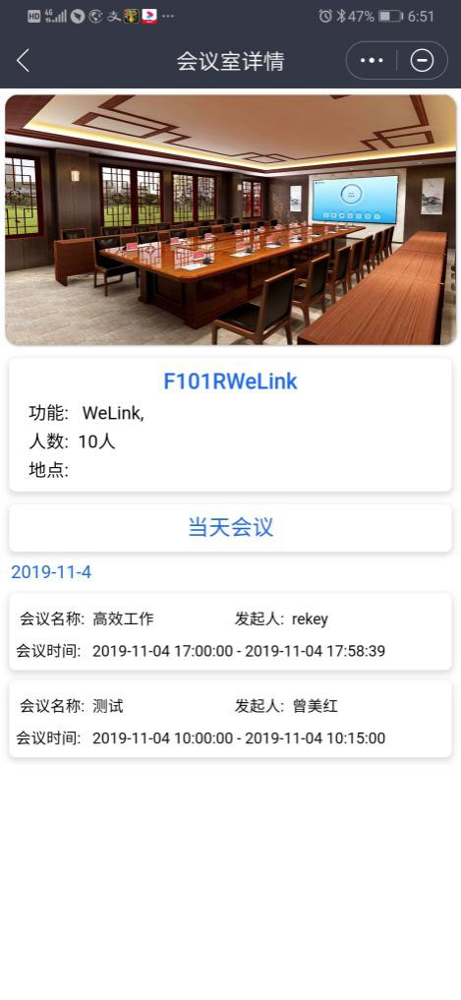 HD 4G 支 47% 6:51
会议室详情
F101RWeLink
功能: WeLink,
人数: 10人
地点:
当天会议
2019-11-4
会议名称: 高效工作 发起人: rekey
会议时间: 2019-11-04 17:00:00 - 2019-11-04 17:58:39
会议名称: 测试 发起人: 曾美红
会议时间: 2019-11-04 10:00:00 - 2019-11-04 10:15:00